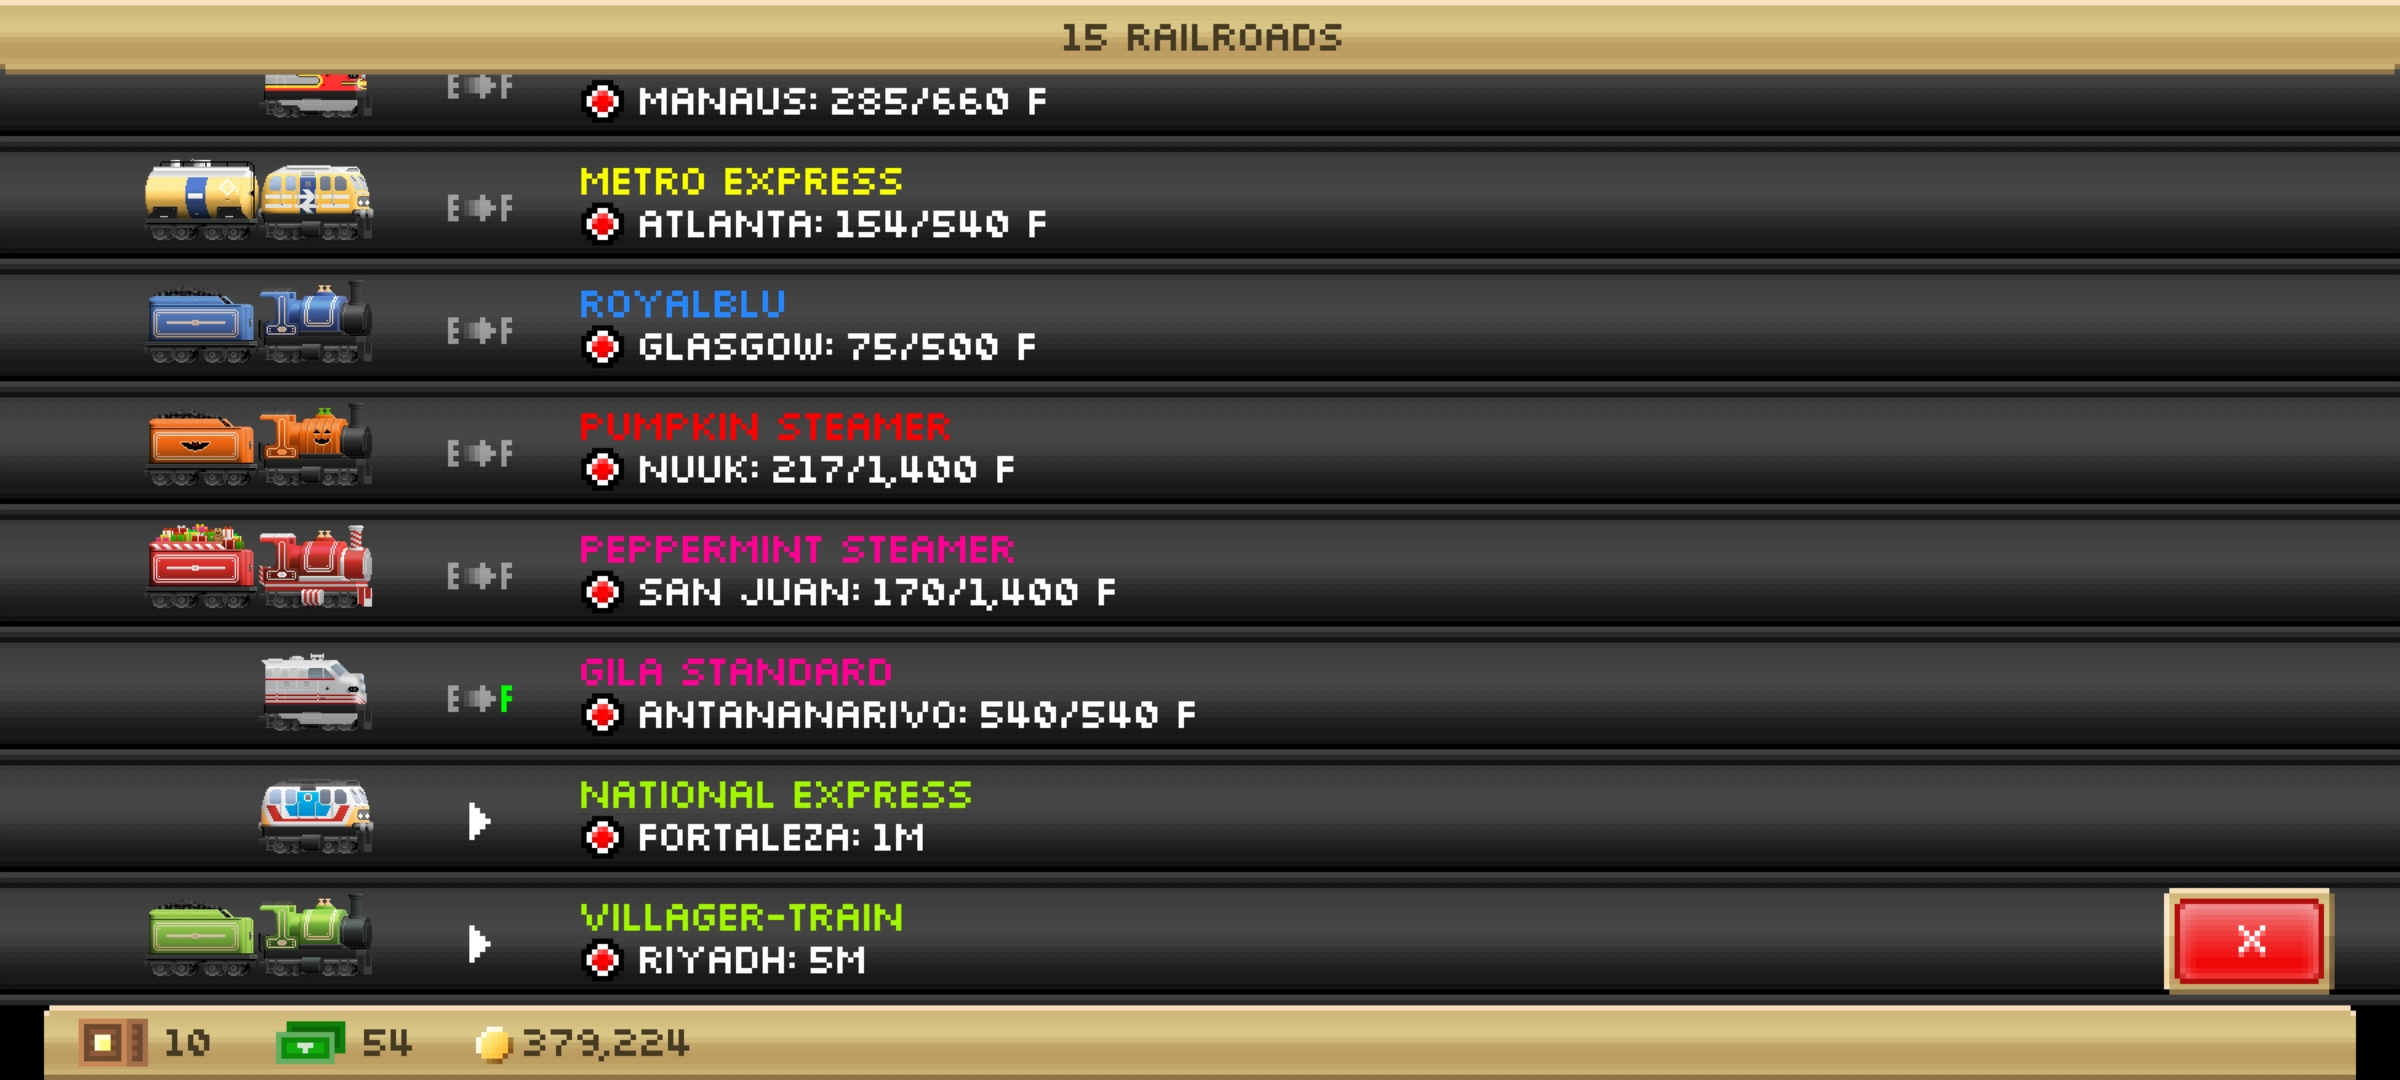 15 RAILROADS
E F
MANAUS: 285/660 F
METRO EXPRESS
E F
ATLANTA: 154/540 F
ROYALBLU
E F
GLASGOW: 75/500 F
PUMPKIN STEAMER
E F
NUUK: 217/1,400 F
PEPPERMINT STEAMER
E F
SAN JUAN: 170/1,400 F
GILA STANDARD
E F
ANTANANARIVO: 540/540 F
NATIONAL EXPRESS
FORTALEZA: 1M
VILLAGER-TRAIN
RIYADH: 5M
X
10 54 379,224